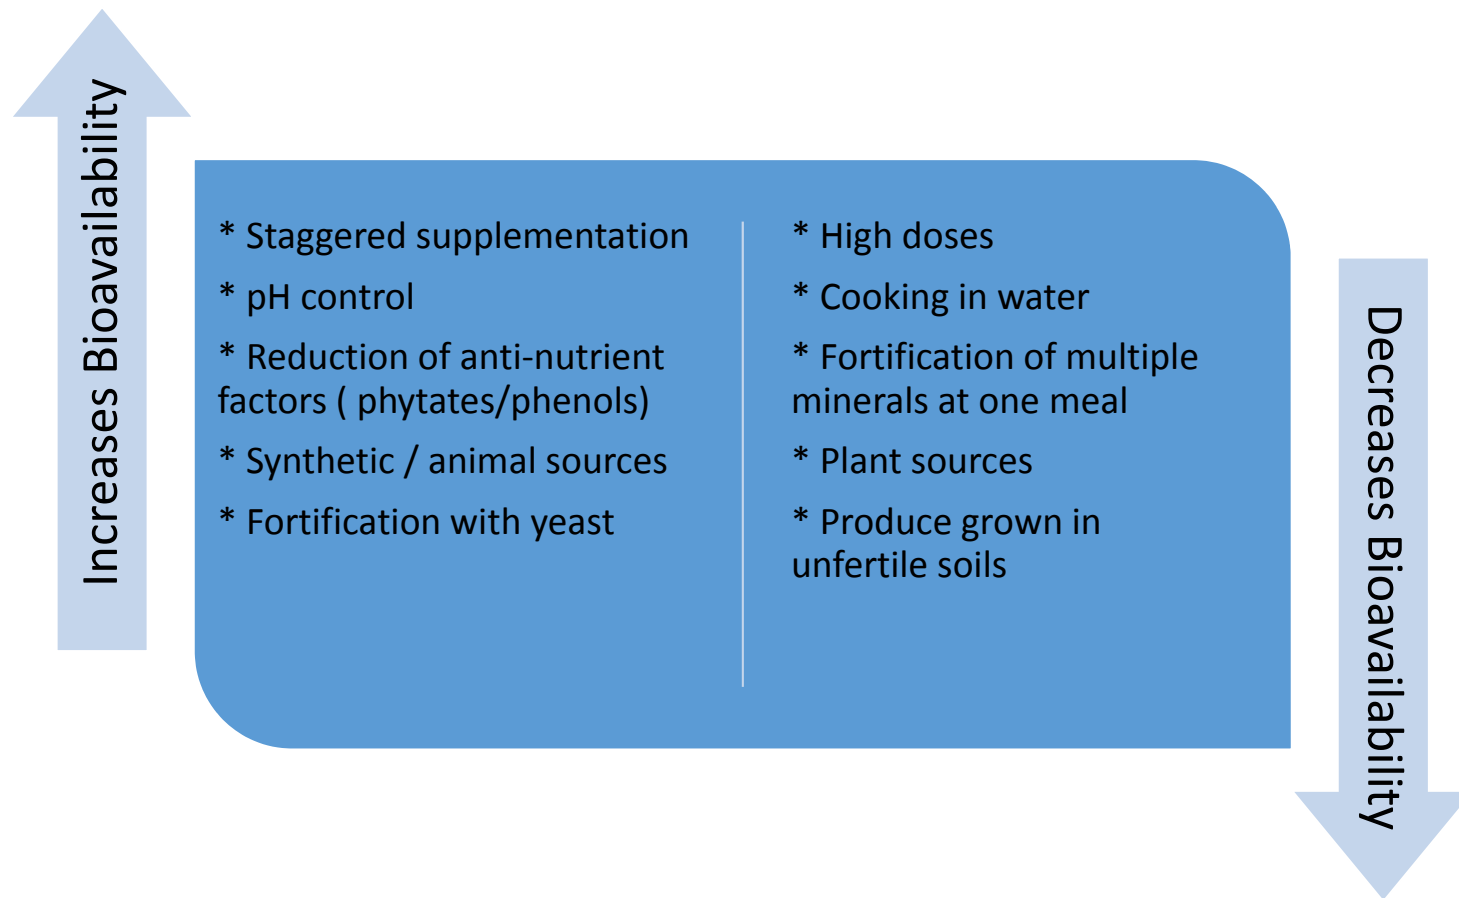 Increases Bioavailability
* Staggered supplementation
* pH control
* Reduction of anti-nutrient
factors ( phytates/phenols)
* Synthetic / animal sources
* Fortification with yeast
* High doses
* Cooking in water
* Fortification of multiple
minerals at one meal
* Plant sources
* Produce grown in
unfertile soils
Decreases Bioavailability